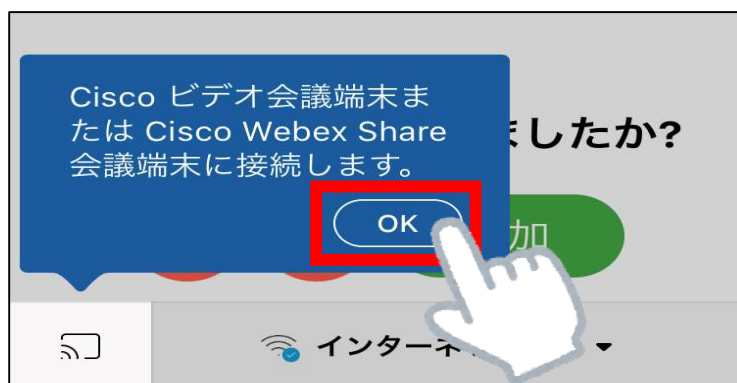 Cisco ビデオ会議端末ま
たは Cisco Webex Share
会議端末に接続します。
ましたか?
OK
加
インターネ